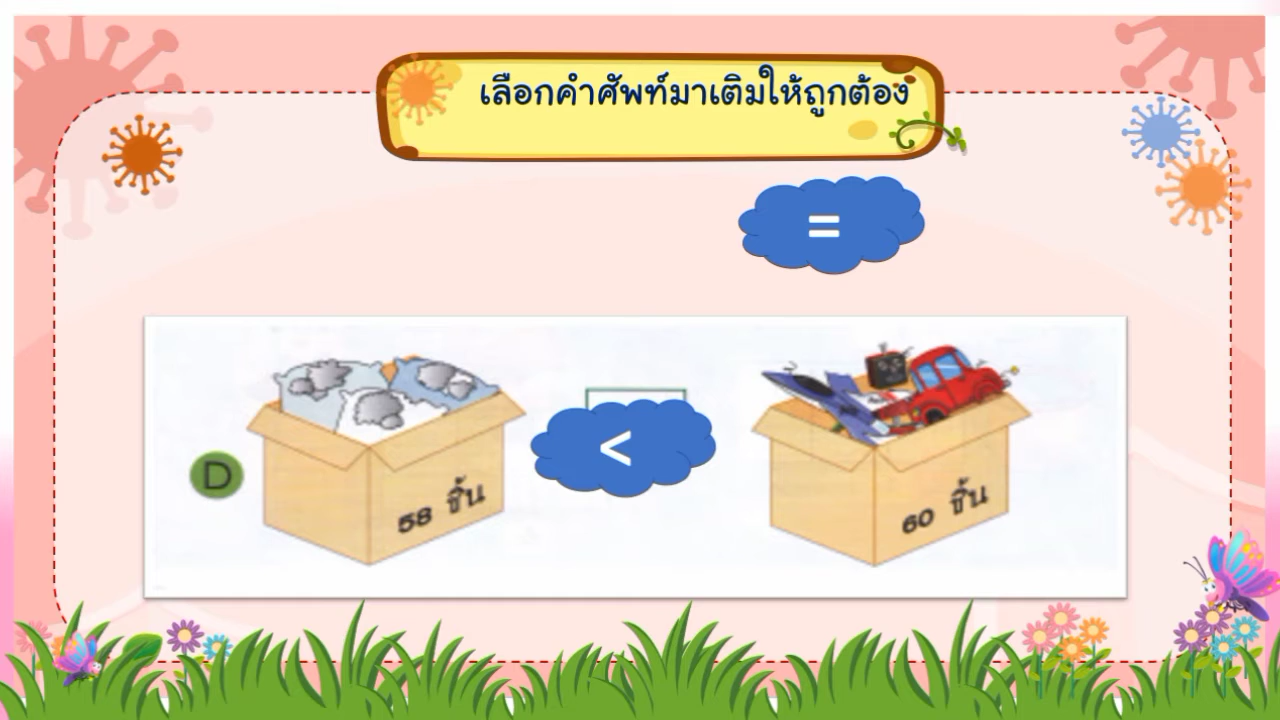 เลือกคำศัพท์มาเติมให้ถูกต้อง
=
D
<
58 ชิ้น
60 ชิ้น